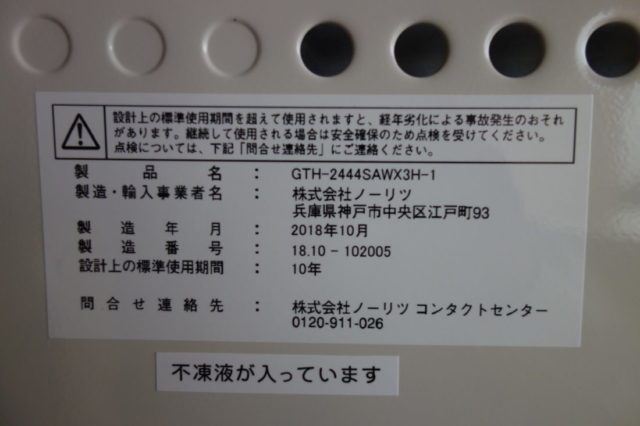 設計上の標準使用期間を超えて使用されますと、経年劣化による事故発生のおそれ
があります。継続して使用される場合は安全確保のため点検を受けてください。
点検については、下記「問合せ連絡先」にご連絡ください。
製品名：GTH-2444SAWX3H-1
製造・輸入事業者名：株式会社ノーリツ
兵庫県神戸市中央区江戸町93
製造年月：2018年10月
製造番号：18.10 - 102005
設計上の標準使用期間：10年
問合せ連絡先：株式会社ノーリツ コンタクトセンター
0120-911-026
不凍液が入っています